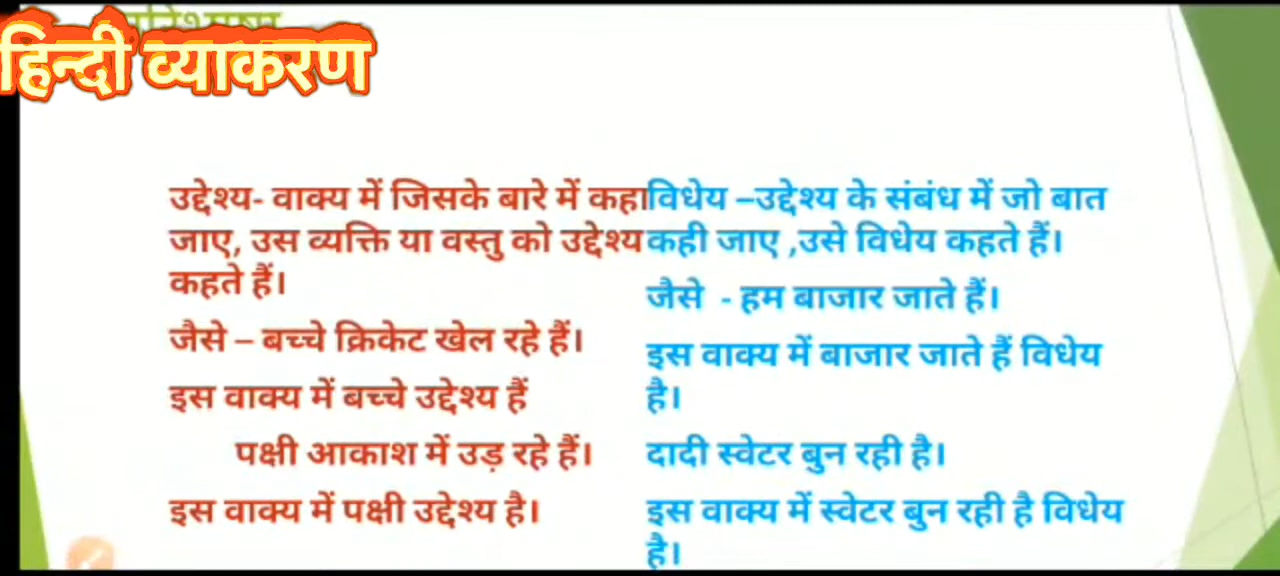 हिन्दी व्याकरण
उद्देश्य- वाक्य में जिसके बारे में कहा
जाए, उस व्यक्ति या वस्तु को उद्देश्य
कहते हैं।
जैसे – बच्चे क्रिकेट खेल रहे हैं।
इस वाक्य में बच्चे उद्देश्य हैं
पक्षी आकाश में उड़ रहे हैं।
इस वाक्य में पक्षी उद्देश्य है।
विधेय –उद्देश्य के संबंध में जो बात
कही जाए ,उसे विधेय कहते हैं।
जैसे - हम बाजार जाते हैं।
इस वाक्य में बाजार जाते हैं विधेय
है।
दादी स्वेटर बुन रही है।
इस वाक्य में स्वेटर बुन रही है विधेय
है।